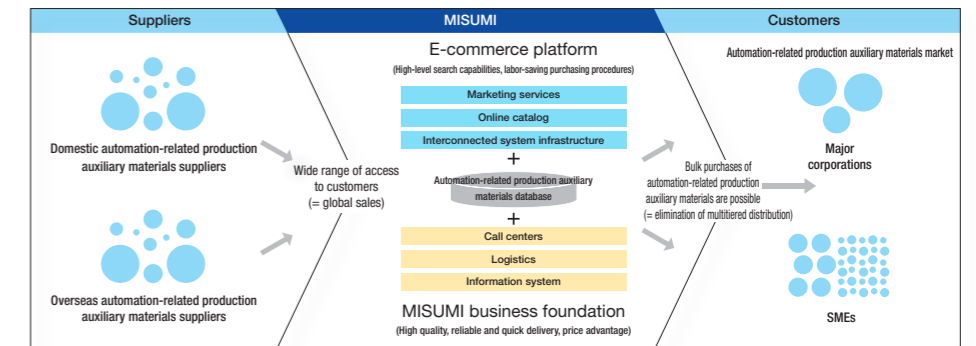 Suppliers
MISUMI
Customers
Domestic automation-related production
auxiliary materials suppliers
Overseas automation-related production
auxiliary materials suppliers
Wide range of access
to customers
(= global sales)
E-commerce platform
(High-level search capabilities, labor-saving purchasing procedures)
Marketing services
Online catalog
Interconnected system infrastructure
+
Automation-related production auxiliary
materials database
+
Call centers
Logistics
Information system
MISUMI business foundation
(High quality, reliable and quick delivery, price advantage)
Bulk purchases of
automation-related production
auxiliary materials are possible
(= elimination of multitiered distribution)
Automation-related production auxiliary materials market
Major
corporations
SMEs